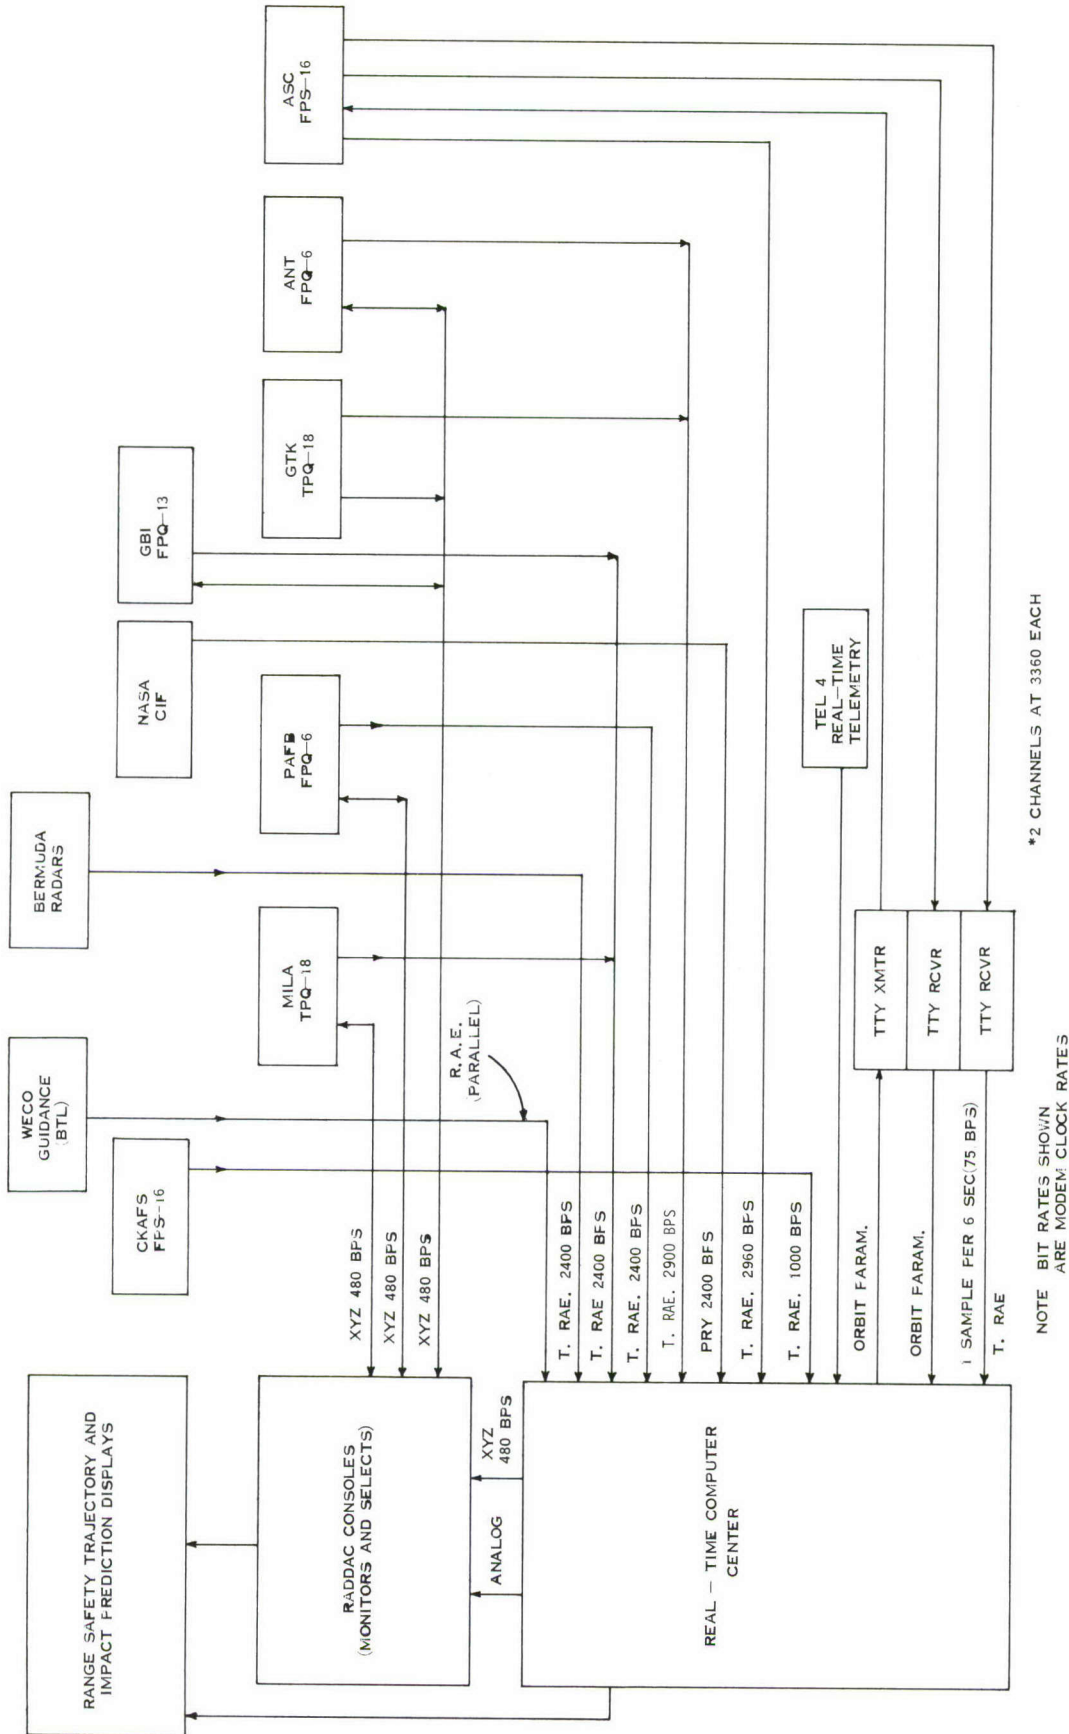 RANGE SAFETY TRAJECTORY AND
IMPACT PREDICTION DISPLAYS
RADDAC CONSOLES
(MONITORS AND SELECTS)
ANALOG
XYZ
480 BPS
REAL — TIME COMPUTER
CENTER
CKAFS
FPS-16
WECO
GUIDANCE
(BTL)
BERMUDA
RADARS
MILA
TPQ-18
PAFB
FPQ-6
NASA
CIF
GBI
FPQ-13
GTK
TPQ-18
ANT
FPQ-6
ASC
FPS-16
XYZ 480 BPS
XYZ 480 BPS
XYZ 480 BPS
R.A.E.
(PARALLEL)
T. RAE. 2400 BPS
T. RAE 2400 BPS
T. RAE. 2400 BPS
T. RAE. 2900 BPS
PRY 2400 BPS
T. RAE. 2960 BPS
T. RAE. 1000 BPS
TEL 4
REAL-TIME
TELEMETRY
ORBIT PARAM.
ORBIT PARAM.
1 SAMPLE PER 6 SEC(75 BPS)
T. RAE
TTY XMTR
TTY RCVR
TTY RCVR
NOTE BIT RATES SHOWN
ARE MODEM CLOCK RATES
*2 CHANNELS AT 3360 EACH